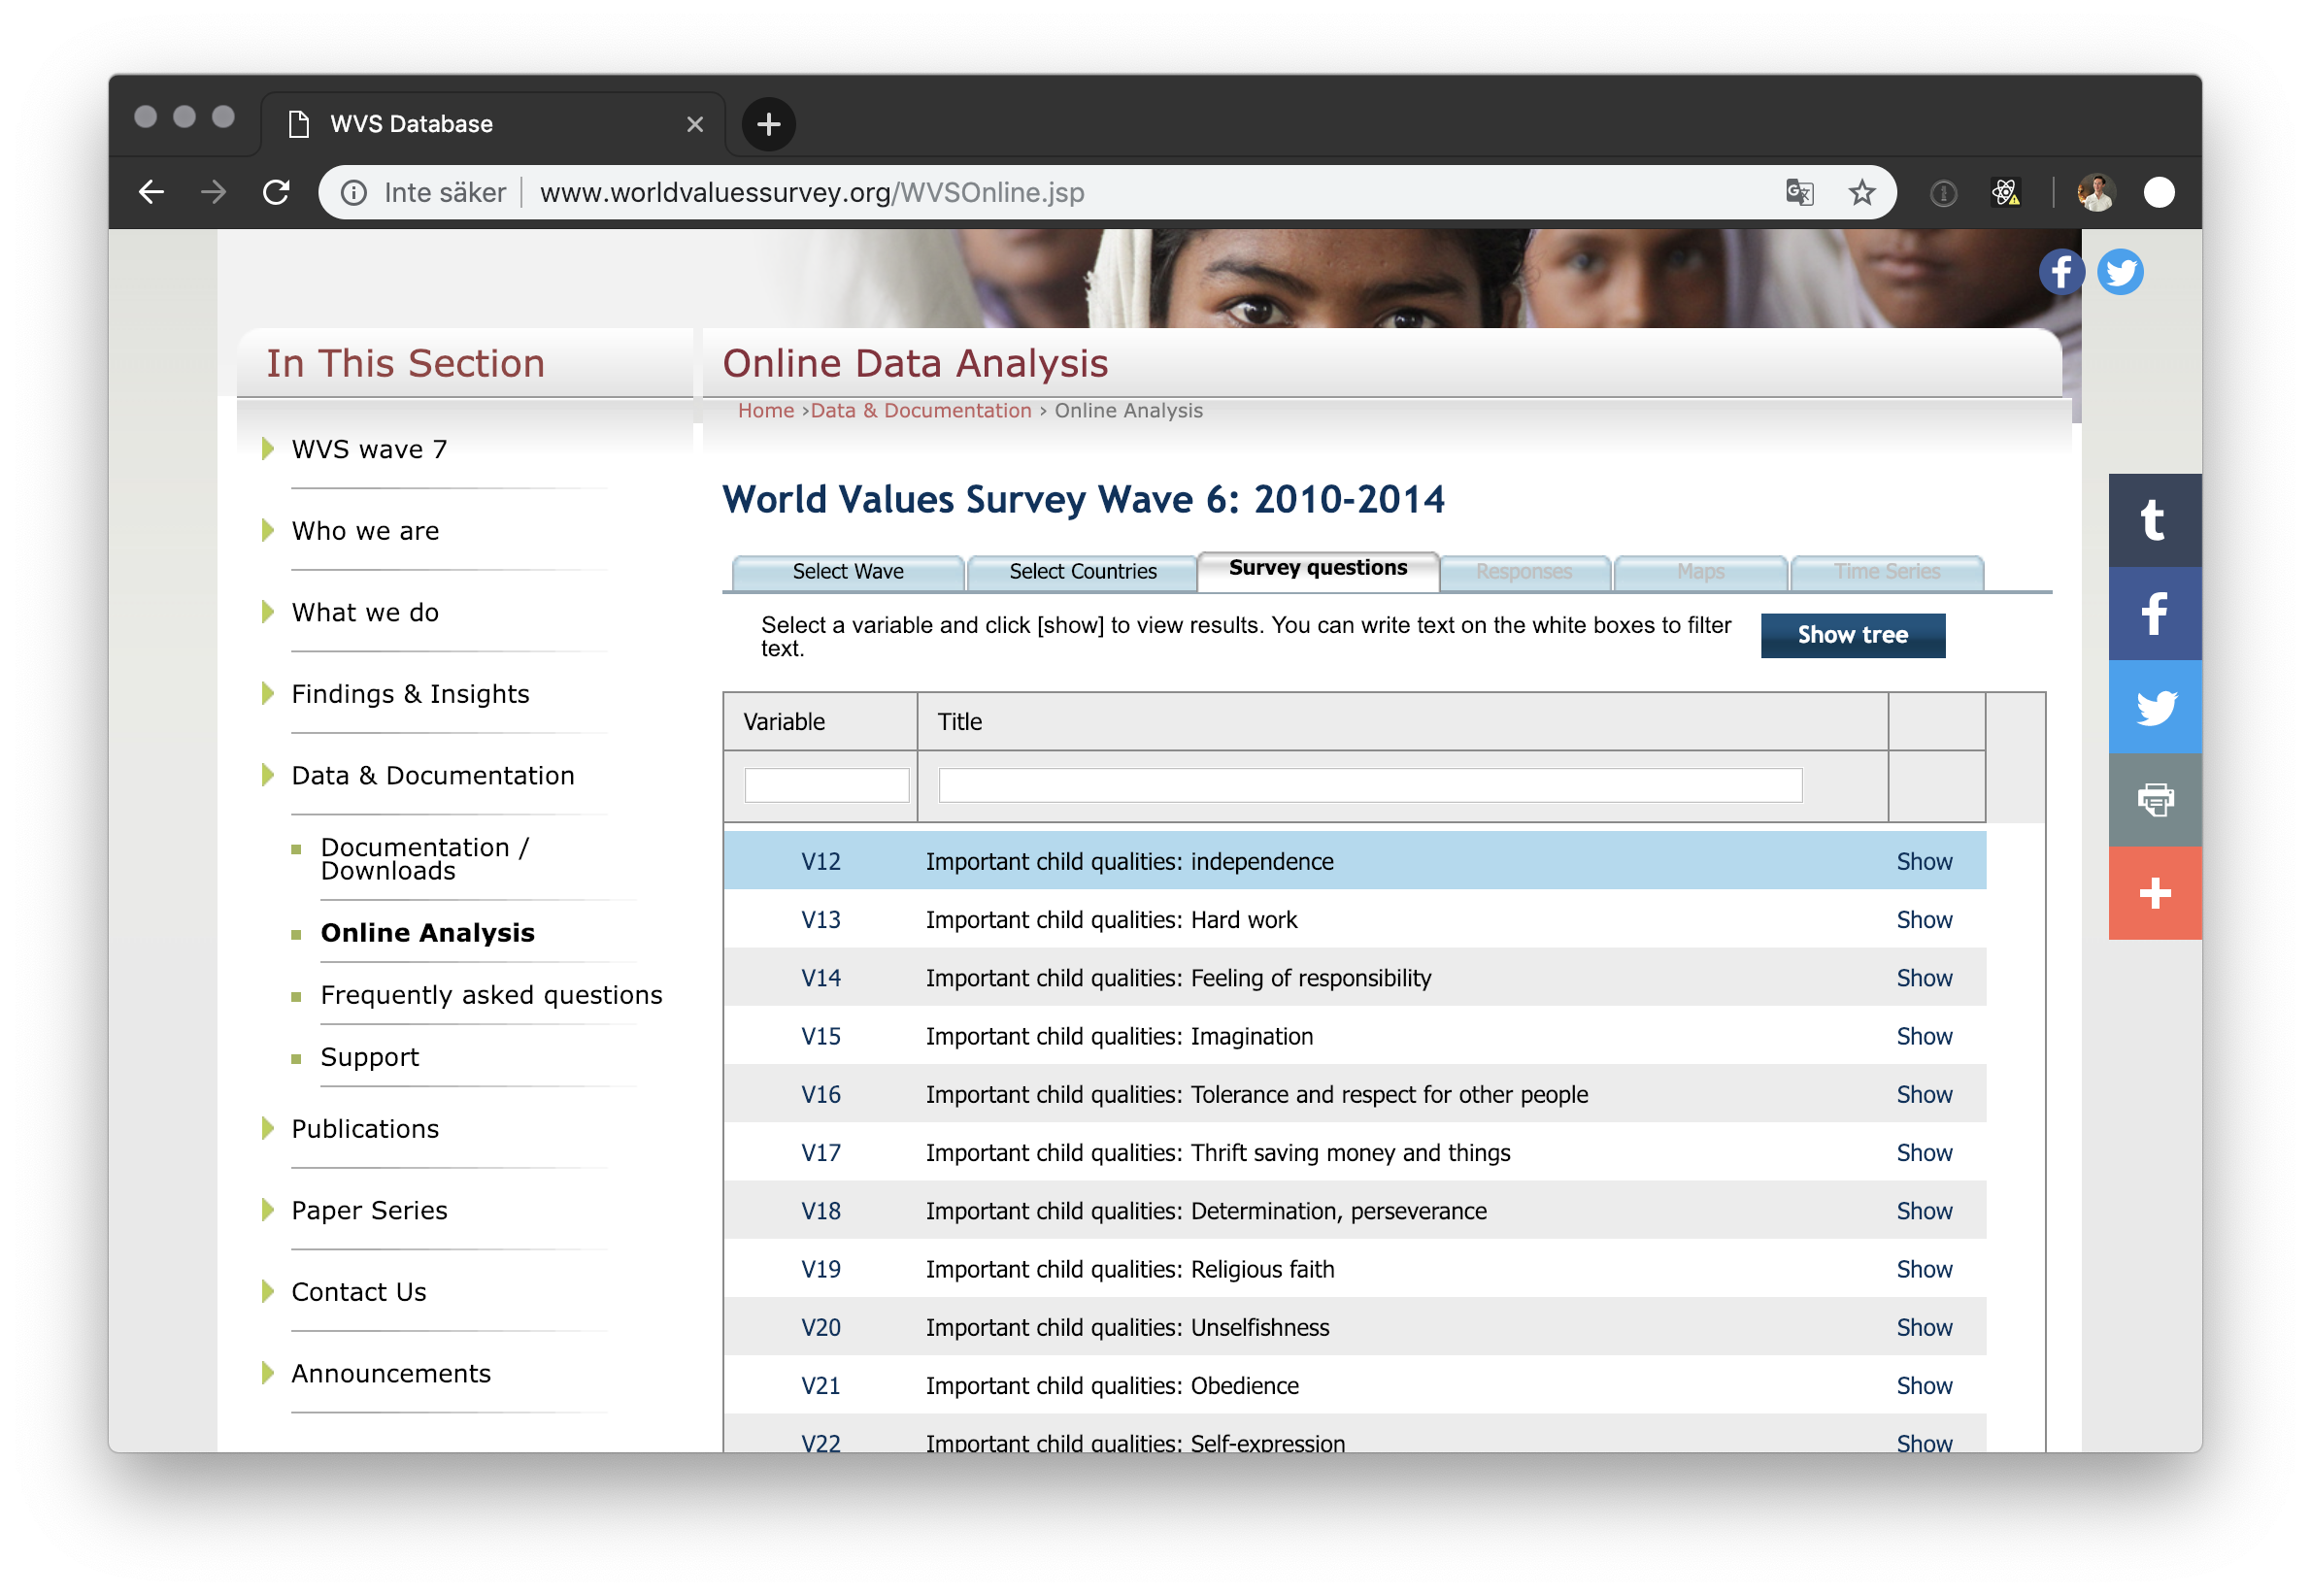 WVS Database
Inte säker
www.worldvaluessurvey.org/WVSOnline.jsp
In This Section
WVS wave 7
Who we are
What we do
Findings & Insights
Data & Documentation
Documentation /
Downloads
Online Analysis
Frequently asked questions
Support
Publications
Paper Series
Contact Us
Announcements
Online Data Analysis
Home ›Data & Documentation › Online Analysis
World Values Survey Wave 6: 2010-2014
Select Wave
Select Countries
Survey questions
Responses
Maps
Time Series
Select a variable and click [show] to view results. You can write text on the white boxes to filter
text.
Show tree
Variable Title
V12 Important child qualities: independence Show
V13 Important child qualities: Hard work Show
V14 Important child qualities: Feeling of responsibility Show
V15 Important child qualities: Imagination Show
V16 Important child qualities: Tolerance and respect for other people Show
V17 Important child qualities: Thrift saving money and things Show
V18 Important child qualities: Determination, perseverance Show
V19 Important child qualities: Religious faith Show
V20 Important child qualities: Unselfishness Show
V21 Important child qualities: Obedience Show
V22 Important child qualities: Self-expression Show